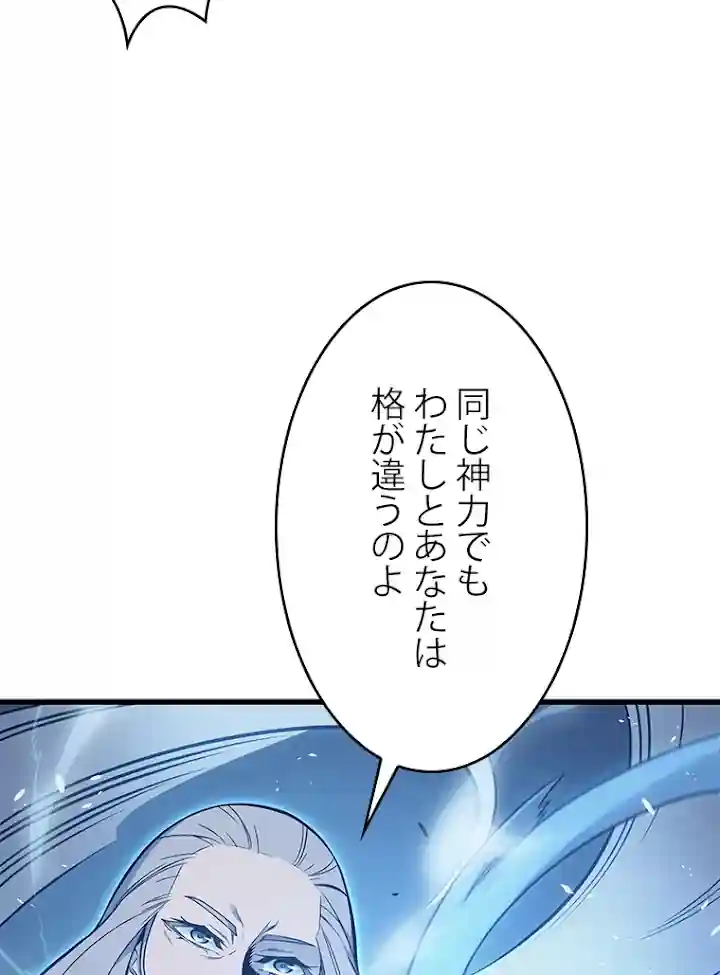 同じ神力でも
わたしとあなたは
格が違うのよ